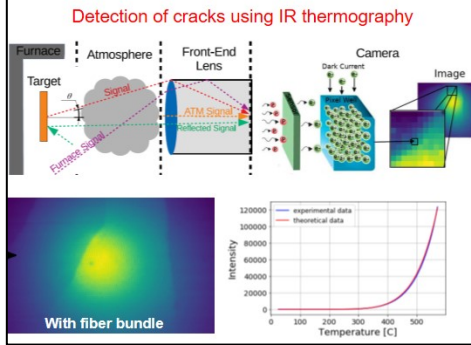 Detection of cracks using IR thermography
Furnace
Atmosphere
Front-End
Lens
Camera
Target
θ
Signal
ATM Signal
Reflected Signal
Furnace Signal
Dark Current
Pixel Well
Image
With fiber bundle
experimental data
theoretical data
Intensity
120000
100000
80000
60000
40000
20000
0
100
200
300
400
500
Temperature [C]